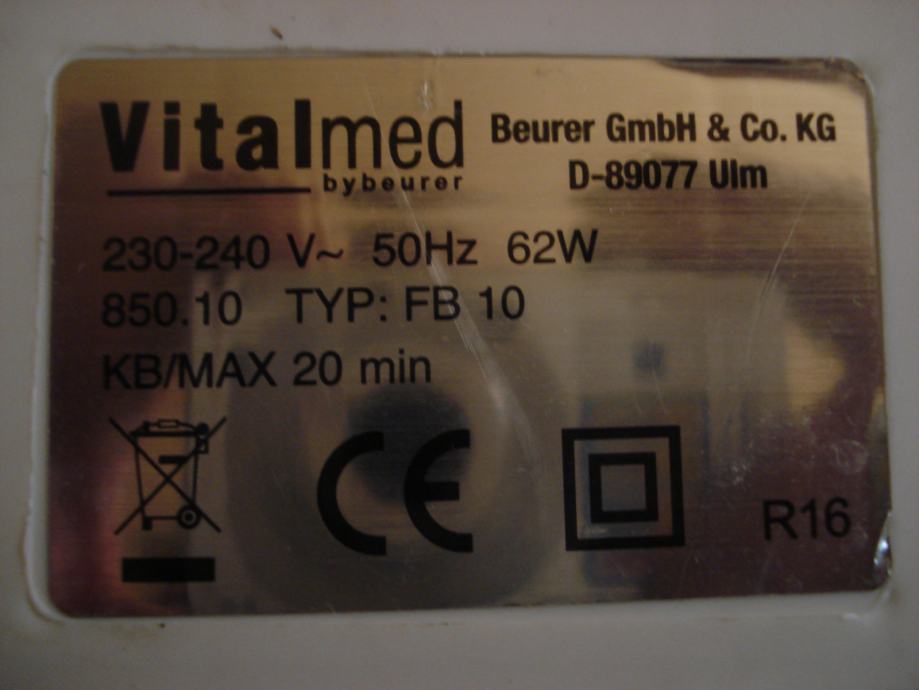 Vitalmed
bybeurer
Beurer GmbH & Co. KG
D-89077 Ulm
230-240 V~ 50Hz 62W
850.10 TYP: FB 10
KB/MAX 20 min
CE
R16